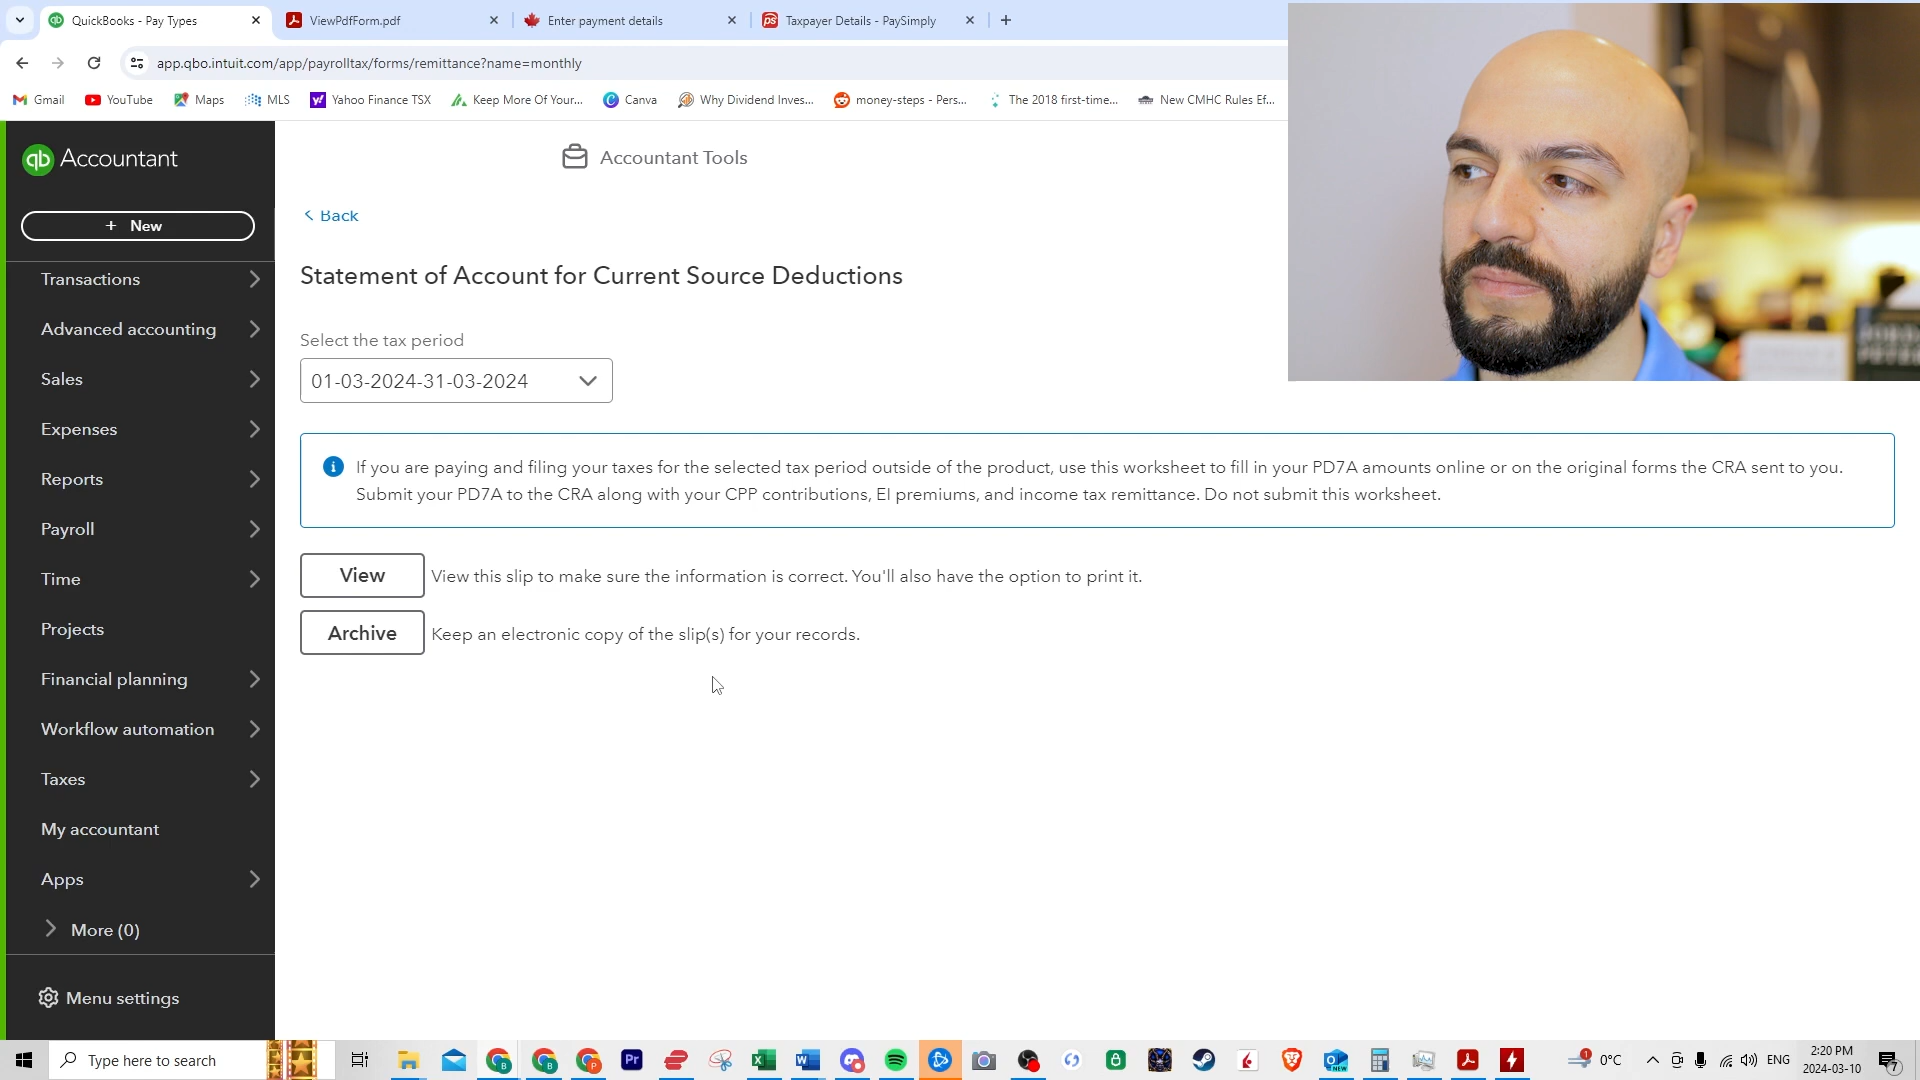 QuickBooks - Pay Types
ViewPdfForm.pdf
Enter payment details
Taxpayer Details - PaySimply
app.qbo.intuit.com/app/payrolltax/forms/remittance?name=monthly
Gmail
YouTube
Maps
MLS
Yahoo Finance TSX
Keep More Of Your...
Canva
Why Dividend Inves...
money-steps - Pers...
The 2018 first-time...
New CMHC Rules Ef...
qb Accountant
+ New
Transactions
Advanced accounting
Sales
Expenses
Reports
Payroll
Time
Projects
Financial planning
Workflow automation
Taxes
My accountant
Apps
More (0)
Menu settings
Accountant Tools
Back
Statement of Account for Current Source Deductions
Select the tax period
01-03-2024-31-03-2024
If you are paying and filing your taxes for the selected tax period outside of the product, use this worksheet to fill in your PD7A amounts online or on the original forms the CRA sent to you.
Submit your PD7A to the CRA along with your CPP contributions, EI premiums, and income tax remittance. Do not submit this worksheet.
View
View this slip to make sure the information is correct. You'll also have the option to print it.
Archive
Keep an electronic copy of the slip(s) for your records.
Type here to search
0°C
ENG
2:20 PM
2024-03-10